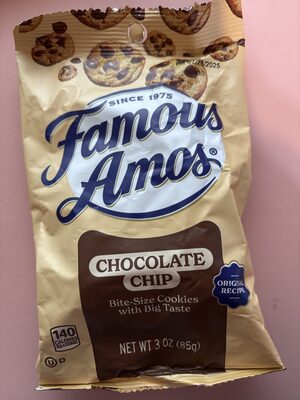 SINCE 1975
Famous
Amos®
CHOCOLATE
CHIP
Bite-Size Cookies
with Big Taste
ORIGINAL
RECIPE
NET WT 3 OZ (85g)
140
CALORIES
U D